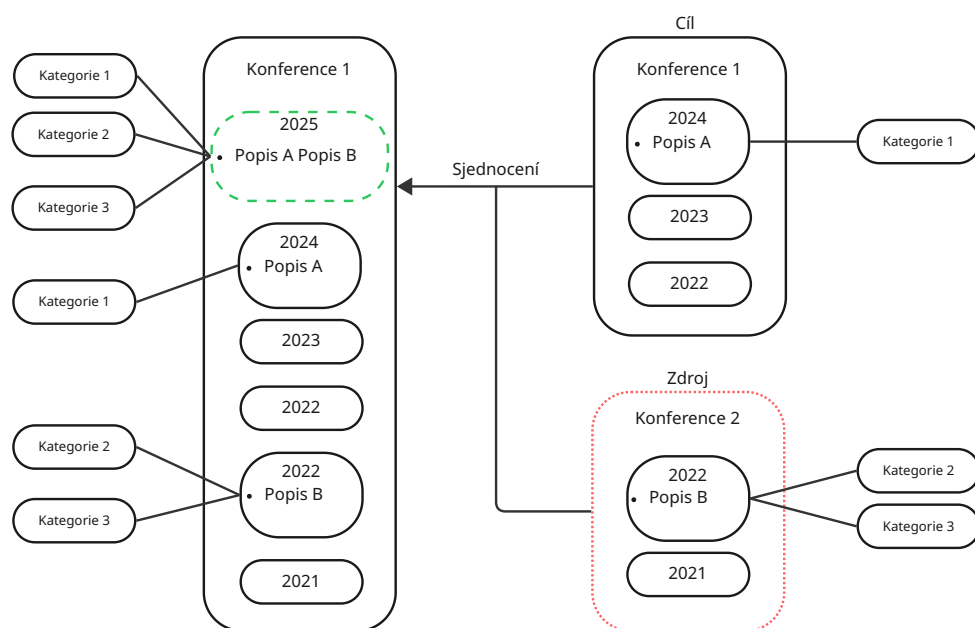 Cíl
Kategorie 1
Kategorie 2
Kategorie 3
Kategorie 1
Kategorie 2
Kategorie 3
Konference 1
2025
• Popis A Popis B
2024
• Popis A
2023
2022
2022
• Popis B
2021
Sjednocení
Konference 1
2024
• Popis A
2023
2022
Kategorie 1
Zdroj
Konference 2
2022
• Popis B
2021
Kategorie 2
Kategorie 3